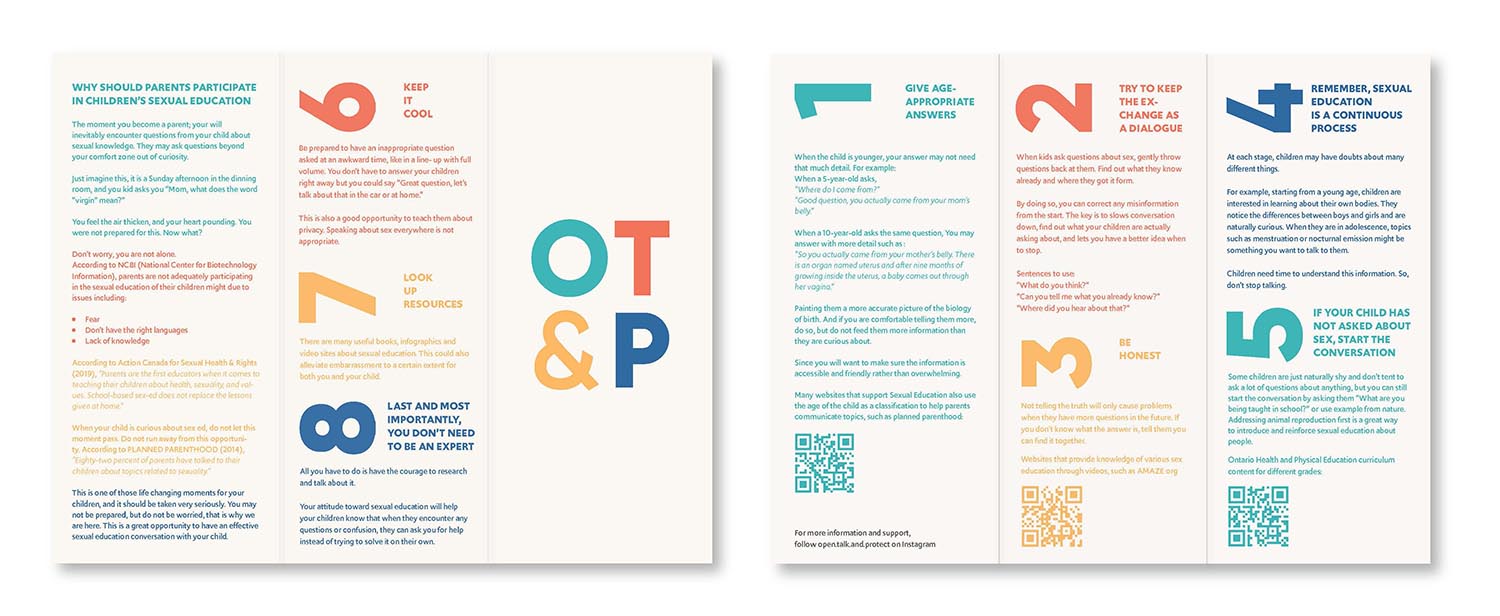 WHY SHOULD PARENTS PARTICIPATE
IN CHILDREN'S SEXUAL EDUCATION
The moment you become a parent; your will
inevitably encounter questions from your child about
sexual knowledge. They may ask questions beyond
your comfort zone out of curiosity.
Just imagine this, it is a Sunday afternoon in the dinning
room, and you kid asks you "Mom, what does the word
"virgin" mean?"
You feel the air thicken, and your heart pounding. You
were not prepared for this. Now what?
Don't worry, you are not alone.
According to NCBI (National Center for Biotechnology
Information), parents are not adequately participating
in the sexual education of their children might due to
issues including:
▪ Fear
▪ Don't have the right languages
▪ Lack of knowledge
According to Action Canada for Sexual Health & Rights
(2019), "Parents are the first educators when it comes to
teaching their children about health, sexuality, and val-
ues. School-based sex-ed does not replace the lessons
given at home."
When your child is curious about sex ed, do not let this
moment pass. Do not run away from this opportuni-
ty. According to PLANNED PARENTHOOD (2014),
"Eighty-two percent of parents have talked to their
children about topics related to sexuality."
This is one of those life changing moments for your
children, and it should be taken very seriously. You may
not be prepared, but do not be worried, that is why we
are here. This is a great opportunity to have an effective
sexual education conversation with your child.
6
KEEP
IT
COOL
Be prepared to have an inappropriate question
asked at an awkward time, like in a line- up with full
volume. You don't have to answer your children
right away but you could say "Great question, let's
talk about that in the car or at home."
This is also a good opportunity to teach them about
privacy. Speaking about sex everywhere is not
appropriate.
7
LOOK
UP
RESOURCES
There are many useful books, infographics and
video sites about sexual education. This could also
alleviate embarrassment to a certain extent for
both you and your child.
8
LAST AND MOST
IMPORTANTLY,
YOU DON'T NEED
TO BE AN EXPERT
All you have to do is have the courage to research
and talk about it.
Your attitude toward sexual education will help
your children know that when they encounter any
questions or confusion, they can ask you for help
instead of trying to solve it on their own.
OT
&P
1
GIVE AGE-
APPROPRIATE
ANSWERS
When the child is younger, your answer may not need
that much detail. For example:
When a 5-year-old asks,
"Where do I come from?"
"Good question, you actually came from your mom's
belly."
When a 10-year-old asks the same question, You may
answer with more detail such as :
"So you actually came from your mother's belly. There
is an organ named uterus and after nine months of
growing inside the uterus, a baby comes out through
her vagina."
Painting them a more accurate picture of the biology
of birth. And if you are comfortable telling them more,
do so, but do not feed them more information than
they are curious about.
Since you will want to make sure the information is
accessible and friendly rather than overwhelming.
Many websites that support Sexual Education also use
the age of the child as a classification to help parents
communicate topics, such as planned parenthood:
For more information and support,
follow open.talk.and.protect on Instagram
2
TRY TO KEEP
THE EX-
CHANGE AS
A DIALOGUE
When kids ask questions about sex, gently throw
questions back at them. Find out what they know
already and where they got it form.
By doing so, you can correct any misinformation
from the start. The key is to slows conversation
down, find out what your children are actually
asking about, and lets you have a better idea when
to stop.
Sentences to use:
"What do you think?"
"Can you tell me what you already know?"
"Where did you hear about that?"
3
BE
HONEST
Not telling the truth will only cause problems
when they have more questions in the future. If
you don't know what the answer is, tell them you
can find it together.
Websites that provide knowledge of various sex
education through videos, such as AMAZE org
4
REMEMBER, SEXUAL
EDUCATION
IS A CONTINUOUS
PROCESS
At each stage, children may have doubts about many
different things.
For example, starting from a young age, children are
interested in learning about their own bodies. They
notice the differences between boys and girls and are
naturally curious. When they are in adolescence, topics
such as menstruation or nocturnal emission might be
something you want to talk to them.
Children need time to understand this information. So,
don't stop talking.
5
IF YOUR CHILD HAS
NOT ASKED ABOUT
SEX, START THE
CONVERSATION
Some children are just naturally shy and don't tent to
ask a lot of questions about anything, but you can still
start the conversation by asking them "What are you
being taught in school?" or use example from nature.
Addressing animal reproduction first is a great way
to introduce and reinforce sexual education about
people.
Ontario Health and Physical Education curriculum
content for different grades: